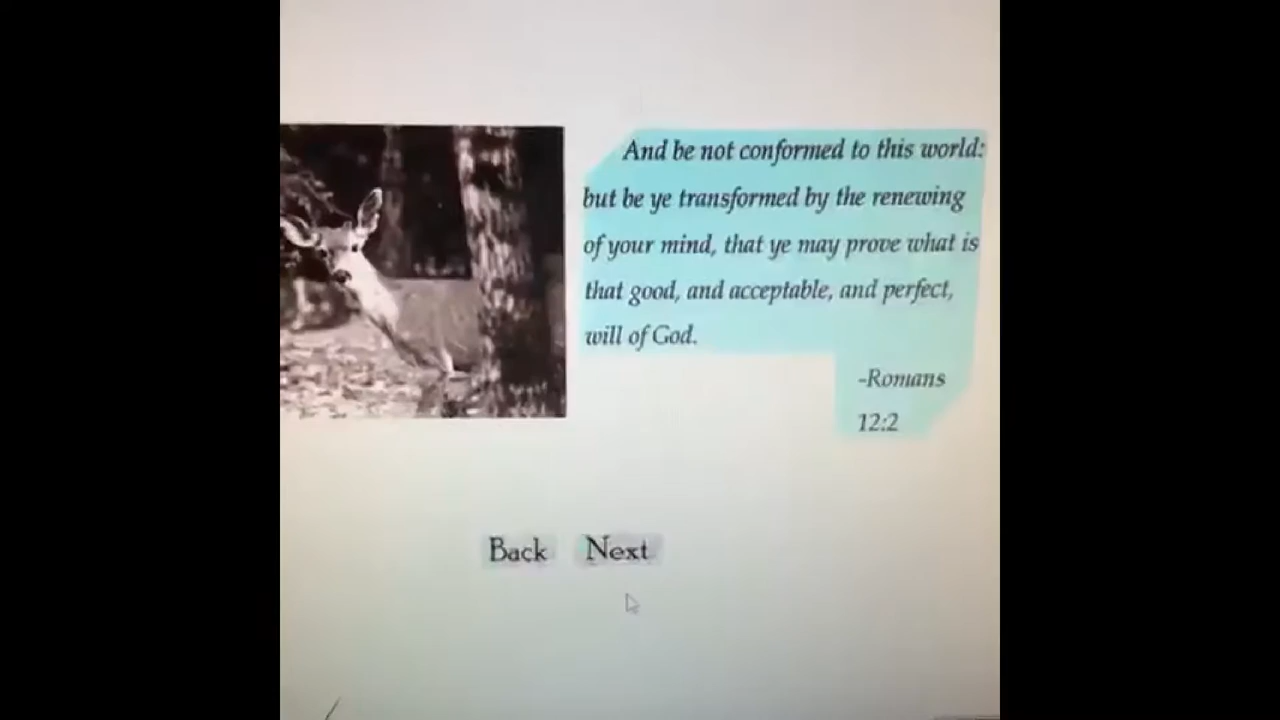 And be not conformed to this world:
but be ye transformed by the renewing
of your mind, that ye may prove what is
that good, and acceptable, and perfect,
will of God.
-Romans
12:2
Back Next